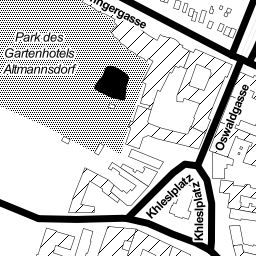 ingergasse
Park des
Gartenhotels
Altmannsdorf
Oswaldgasse
Khleslplatz
Khleslplatz